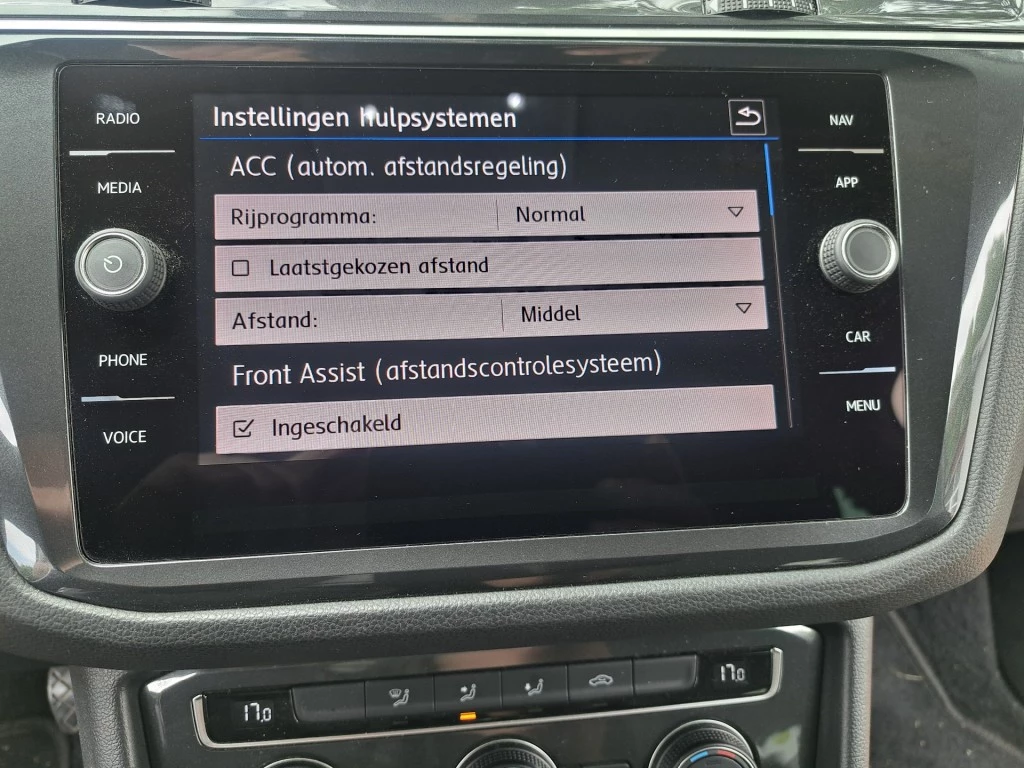 RADIO
MEDIA
PHONE
VOICE
Instellingen hulpsystemen
ACC (autom. afstandsregeling)
Rijprogramma: Normal
Laatstgekozen afstand
Afstand: Middel
Front Assist (afstandscontrolesysteem)
Ingeschakeld
NAV
APP
CAR
MENU
17.0
17.0